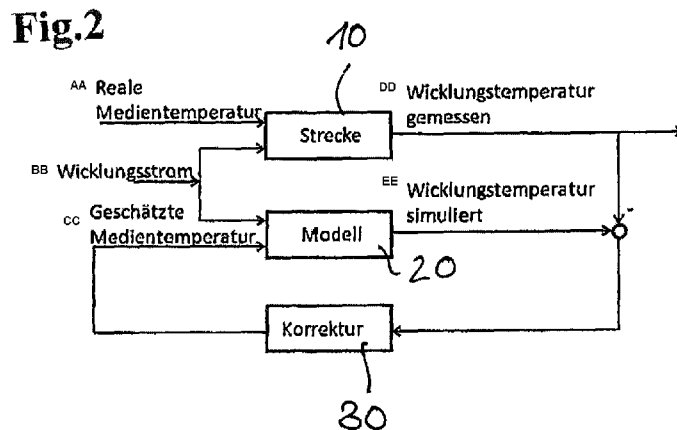 Fig.2
10
AA Reale
Medientemperatur
DD Wicklungstemperatur
gemessen
Strecke
BB Wicklungsstrom
EE Wicklungstemperatur
simuliert
CC Geschätzte
Medientemperatur
Modell
20
-
Korrektur
30